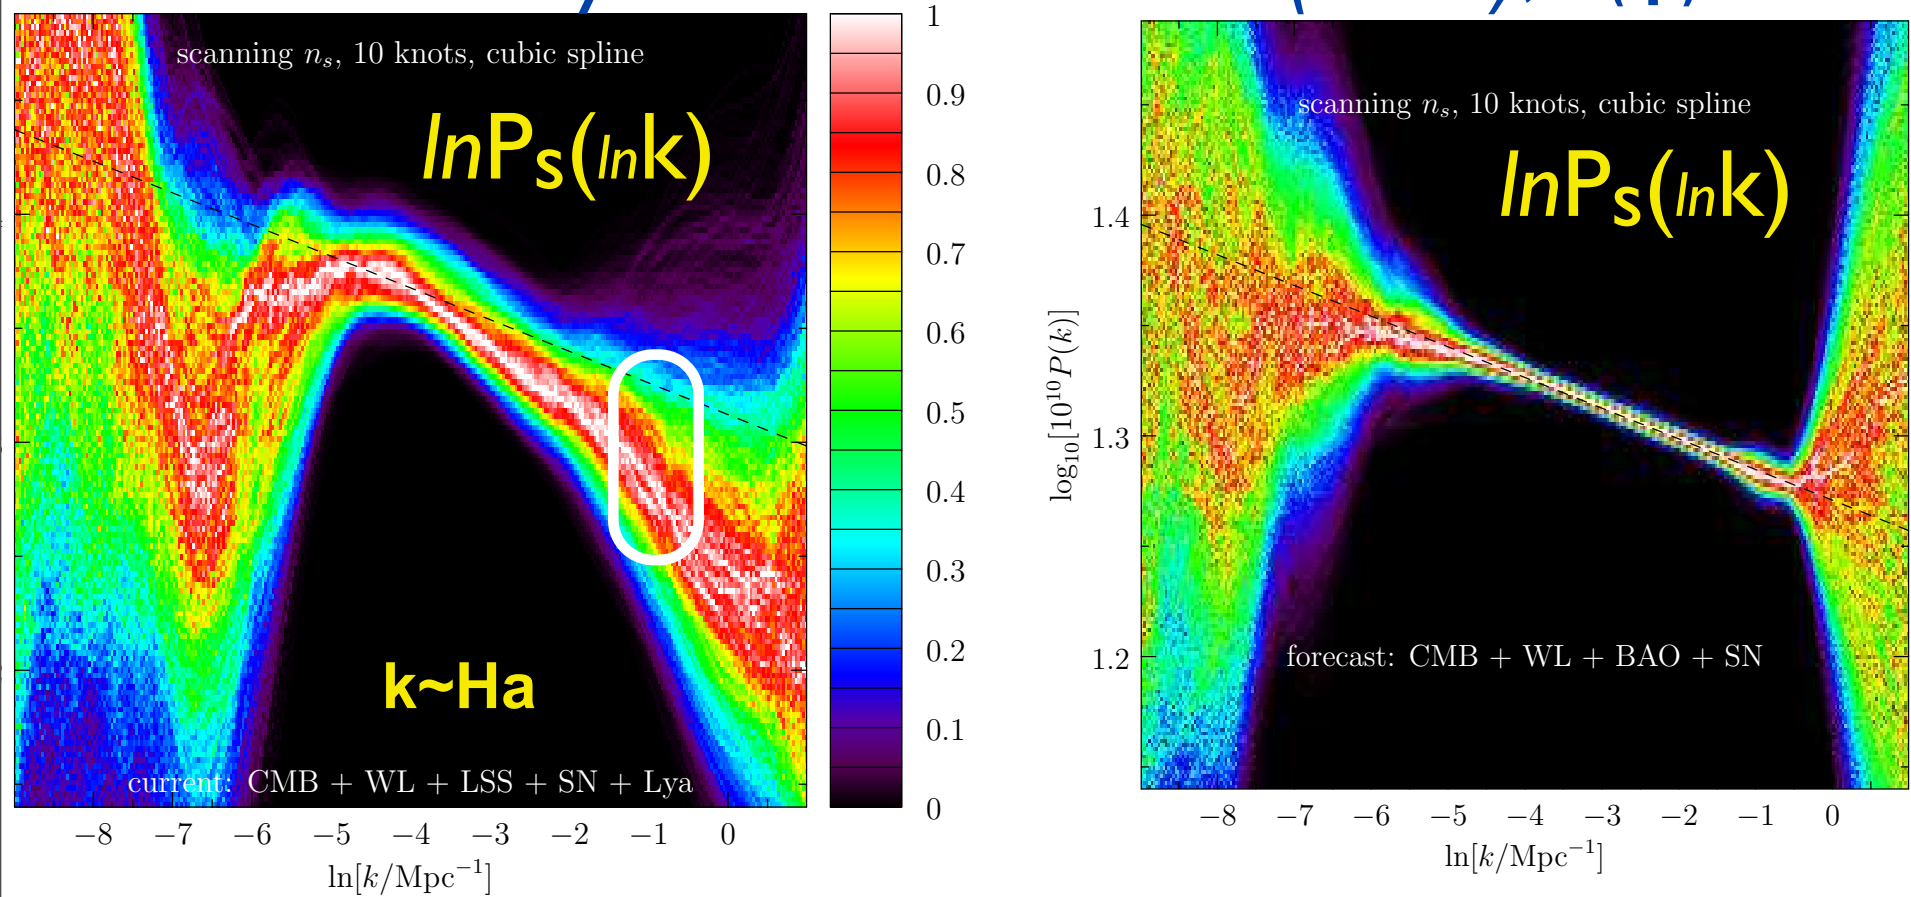 scanning n_s, 10 knots, cubic spline
lnPs(lnk)
k~Ha
current: CMB + WL + LSS + SN + Lya
−8 −7 −6 −5 −4 −3 −2 −1 0
ln[k/Mpc⁻¹]
1
0.9
0.8
0.7
0.6
0.5
0.4
0.3
0.2
0.1
0
scanning n_s, 10 knots, cubic spline
lnPs(lnk)
log₁₀[10¹⁰P(k)]
1.4
1.3
1.2
forecast: CMB + WL + BAO + SN
−8 −7 −6 −5 −4 −3 −2 −1 0
ln[k/Mpc⁻¹]